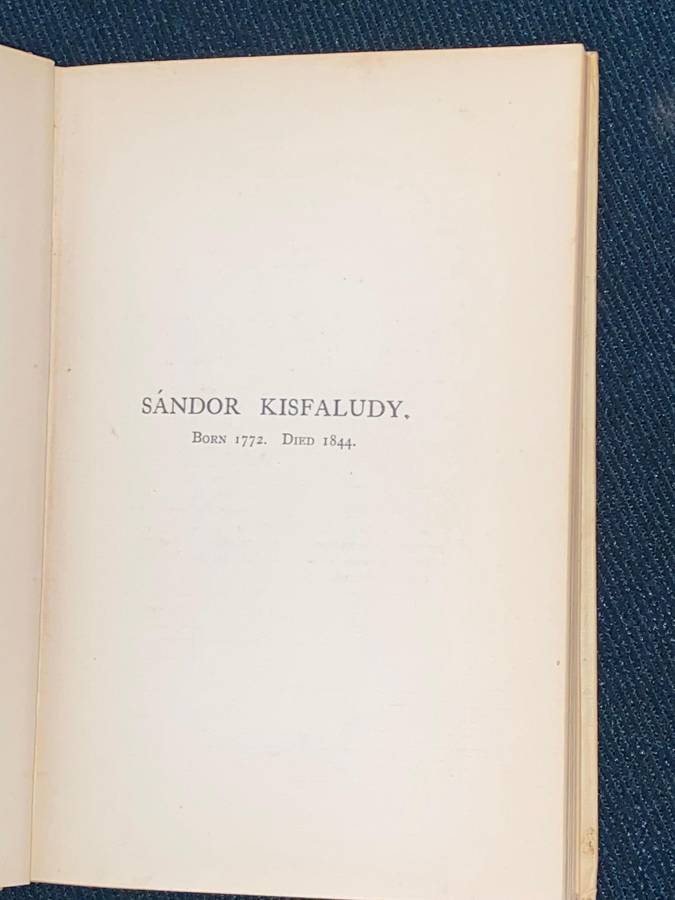 SÁNDOR KISFALUDY.
BORN 1772. DIED 1844.